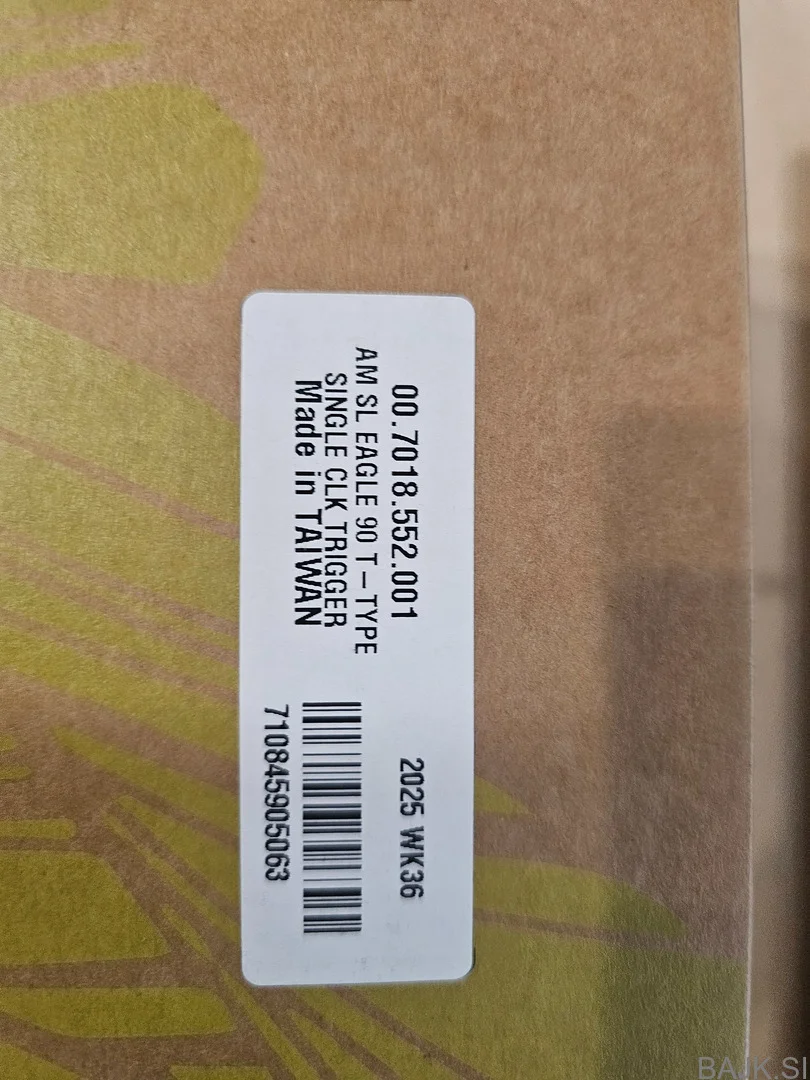 00.7018.552.001
AM SL EAGLE 90 T-TYPE
SINGLE CLK TRIGGER
Made in TAIWAN
2025 WK36
710845905063
BAJK.SI